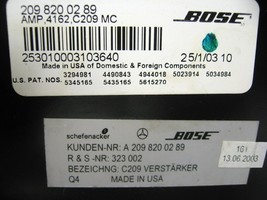 209 820 02 89
AMP,4162,C209 MC
BOSE
253010003103640
25/1/03 10
Made in USA of Domestic & Foreign Components
U.S. PAT. NOS. 3294981 4490843 4944018 5023914 5034984
5345165 5435165 5615270
schefenacker
BOSE
KUNDEN-NR: A 209 820 02 89
R & S -NR: 323 002
BEZEICHNG: C209 VERSTÄRKER
Q4 MADE IN USA
1G1
13.06.2003